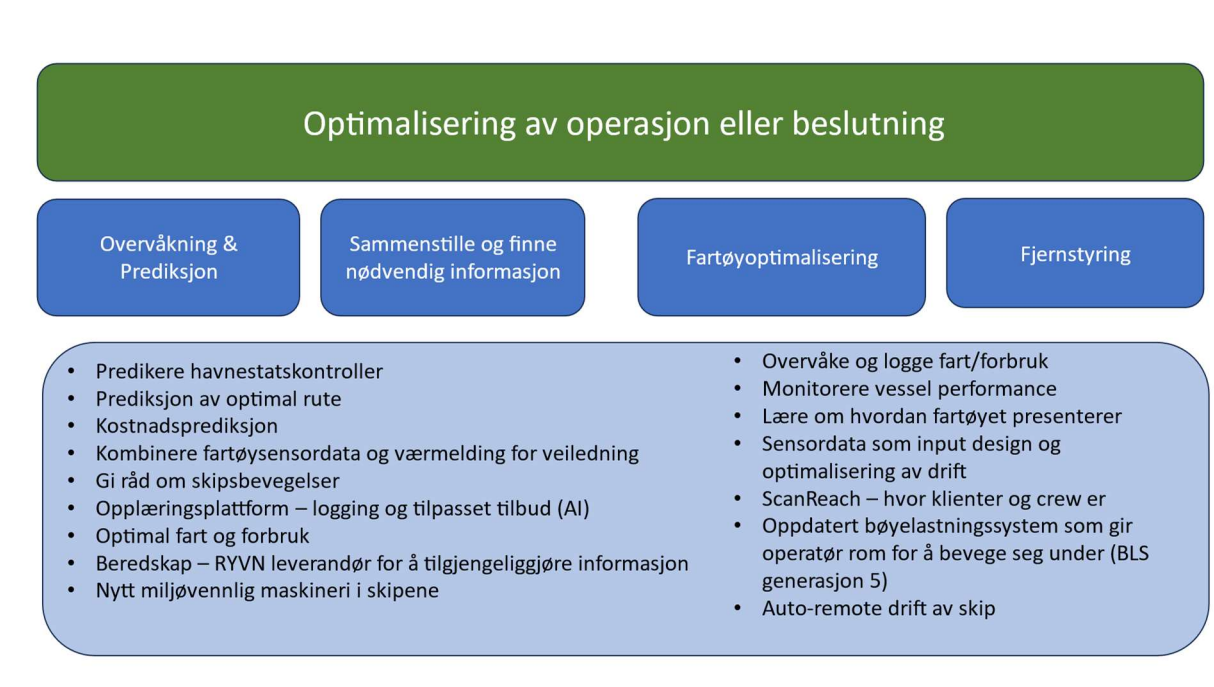 Optimalisering av operasjon eller beslutning
Overvåkning &
Prediksjon
Sammenstille og finne
nødvendig informasjon
Fartøyoptimalisering
Fjernstyring
• Predikere havnestatskontroller
• Prediksjon av optimal rute
• Kostnadsprediksjon
• Kombinere fartøysensordata og værmelding for veiledning
• Gi råd om skipsbevegelser
• Opplæringsplattform – logging og tilpasset tilbud (AI)
• Optimal fart og forbruk
• Beredskap – RYVN leverandør for å tilgjengeliggjøre informasjon
• Nytt miljøvennlig maskineri i skipene
• Overvåke og logge fart/forbruk
• Monitorere vessel performance
• Lære om hvordan fartøyet presenterer
• Sensordata som input design og
optimalisering av drift
• ScanReach – hvor klienter og crew er
• Oppdatert bøyelastningssystem som gir
operatør rom for å bevege seg under (BLS
generasjon 5)
• Auto-remote drift av skip